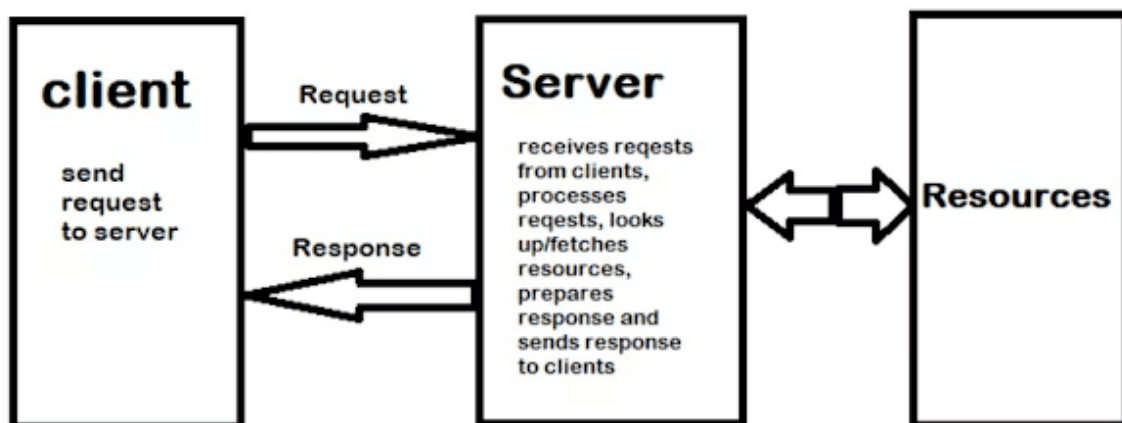 client
send
request
to server
Request
Response
Server
receives reqests
from clients,
processes
reqests, looks
up/fetches
resources,
prepares
response and
sends response
to clients
Resources